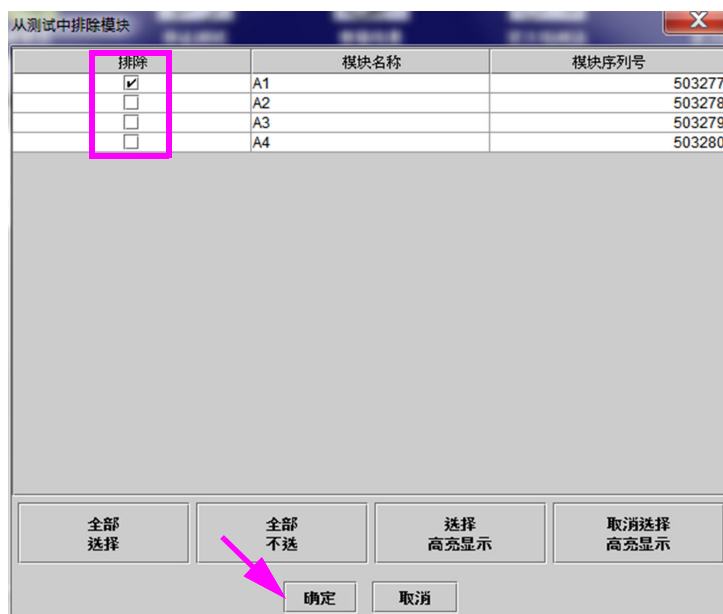 从测试中排除模块
排除 模块名称 模块序列号
A1 503277
A2 503278
A3 503279
A4 503280
全部 全部 选择 取消选择
选择 不选 高亮显示 高亮显示
确定 取消